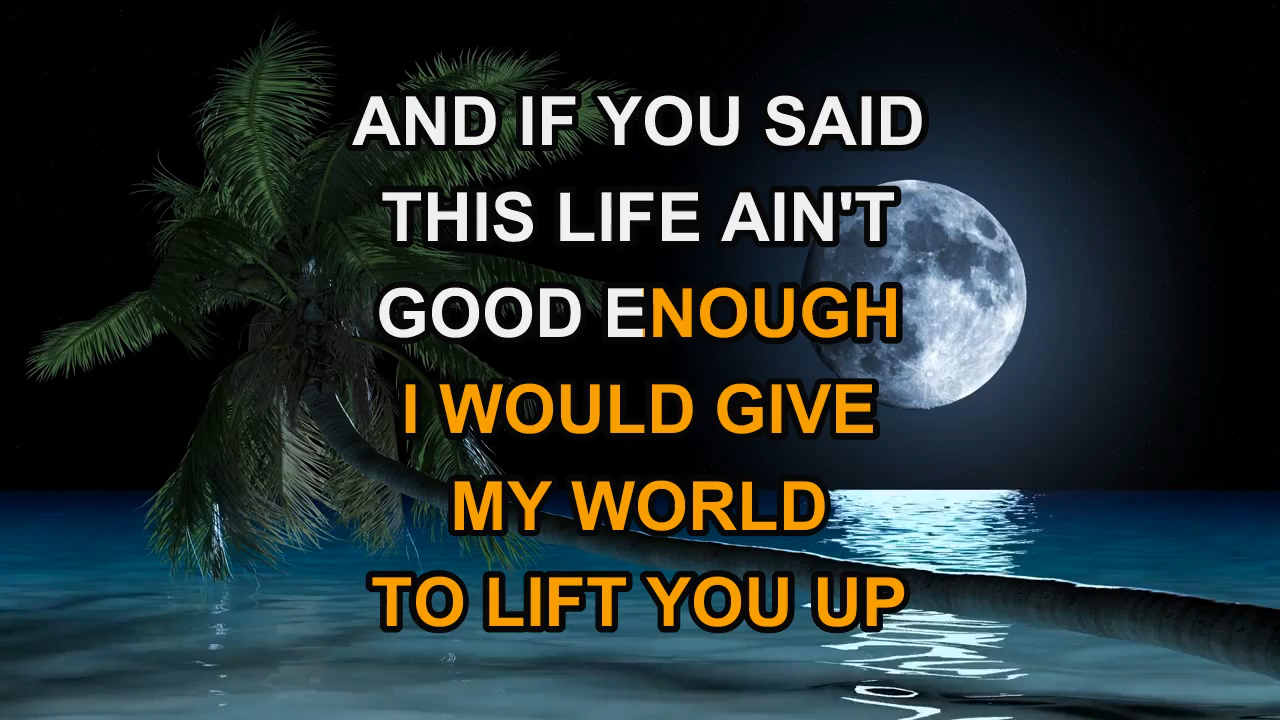 AND IF YOU SAID
THIS LIFE AIN'T
GOOD ENOUGH
I WOULD GIVE
MY WORLD
TO LIFT YOU UP